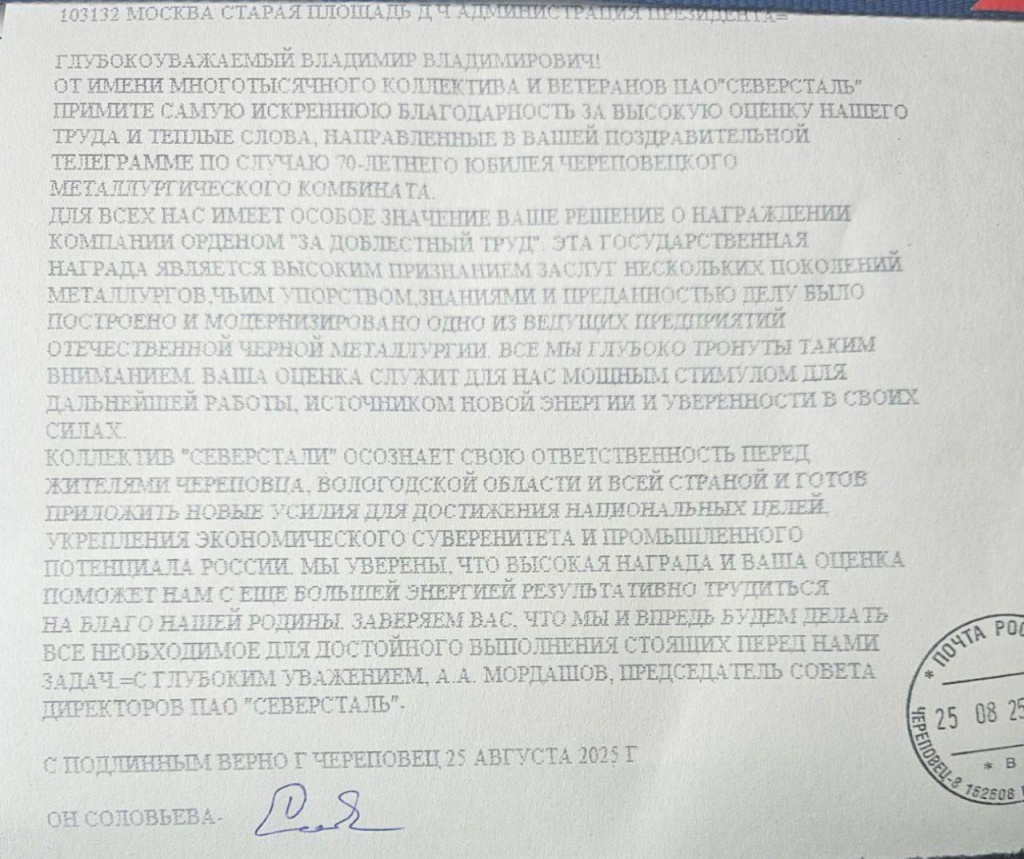 103132 МОСКВА СТАРАЯ ПЛОЩАДЬ Д Ч АДМИНИСТРАЦИЯ ПРЕЗИДЕНТА=
ГЛУБОКОУВАЖАЕМЫЙ ВЛАДИМИР ВЛАДИМИРОВИЧ!
ОТ ИМЕНИ МНОГОТЫСЯЧНОГО КОЛЛЕКТИВА И ВЕТЕРАНОВ ПАО"СЕВЕРСТАЛЬ"
ПРИМИТЕ САМУЮ ИСКРЕННЮЮ БЛАГОДАРНОСТЬ ЗА ВЫСОКУЮ ОЦЕНКУ НАШЕГО
ТРУДА И ТЕПЛЫЕ СЛОВА, НАПРАВЛЕННЫЕ В ВАШЕЙ ПОЗДРАВИТЕЛЬНОЙ
ТЕЛЕГРАММЕ ПО СЛУЧАЮ 70-ЛЕТНЕГО ЮБИЛЕЯ ЧЕРЕПОВЕЦКОГО
МЕТАЛЛУРГИЧЕСКОГО КОМБИНАТА.
ДЛЯ ВСЕХ НАС ИМЕЕТ ОСОБОЕ ЗНАЧЕНИЕ ВАШЕ РЕШЕНИЕ О НАГРАЖДЕНИИ
КОМПАНИИ ОРДЕНОМ "ЗА ДОБЛЕСТНЫЙ ТРУД". ЭТА ГОСУДАРСТВЕННАЯ
НАГРАДА ЯВЛЯЕТСЯ ВЫСОКИМ ПРИЗНАНИЕМ ЗАСЛУГ НЕСКОЛЬКИХ ПОКОЛЕНИЙ
МЕТАЛЛУРГОВ,ЧЬИМ УПОРСТВОМ,ЗНАНИЯМИ И ПРЕДАННОСТЬЮ ДЕЛУ БЫЛО
ПОСТРОЕНО И МОДЕРНИЗИРОВАНО ОДНО ИЗ ВЕДУЩИХ ПРЕДПРИЯТИЙ
ОТЕЧЕСТВЕННОЙ ЧЕРНОЙ МЕТАЛЛУРГИИ. ВСЕ МЫ ГЛУБОКО ТРОНУТЫ ТАКИМ
ВНИМАНИЕМ. ВАША ОЦЕНКА СЛУЖИТ ДЛЯ НАС МОЩНЫМ СТИМУЛОМ ДЛЯ
ДАЛЬНЕЙШЕЙ РАБОТЫ, ИСТОЧНИКОМ НОВОЙ ЭНЕРГИИ И УВЕРЕННОСТИ В СВОИХ
СИЛАХ.
КОЛЛЕКТИВ "СЕВЕРСТАЛИ" ОСОЗНАЕТ СВОЮ ОТВЕТСТВЕННОСТЬ ПЕРЕД
ЖИТЕЛЯМИ ЧЕРЕПОВЦА, ВОЛОГОДСКОЙ ОБЛАСТИ И ВСЕЙ СТРАНОЙ И ГОТОВ
ПРИЛОЖИТЬ НОВЫЕ УСИЛИЯ ДЛЯ ДОСТИЖЕНИЯ НАЦИОНАЛЬНЫХ ЦЕЛЕЙ,
УКРЕПЛЕНИЯ ЭКОНОМИЧЕСКОГО СУВЕРЕНИТЕТА И ПРОМЫШЛЕННОГО
ПОТЕНЦИАЛА РОССИИ. МЫ УВЕРЕНЫ, ЧТО ВЫСОКАЯ НАГРАДА И ВАША ОЦЕНКА
ПОМОЖЕТ НАМ С ЕЩЕ БОЛЬШЕЙ ЭНЕРГИЕЙ РЕЗУЛЬТАТИВНО ТРУДИТЬСЯ
НА БЛАГО НАШЕЙ РОДИНЫ. ЗАВЕРЯЕМ ВАС, ЧТО МЫ И ВПРЕДЬ БУДЕМ ДЕЛАТЬ
ВСЕ НЕОБХОДИМОЕ ДЛЯ ДОСТОЙНОГО ВЫПОЛНЕНИЯ СТОЯЩИХ ПЕРЕД НАМИ
ЗАДАЧ.=С ГЛУБОКИМ УВАЖЕНИЕМ, А.А. МОРДАШОВ, ПРЕДСЕДАТЕЛЬ СОВЕТА
ДИРЕКТОРОВ ПАО "СЕВЕРСТАЛЬ"-
С ПОДЛИННЫМ ВЕРНО Г ЧЕРЕПОВЕЦ 25 АВГУСТА 2025 Г
ОН СОЛОВЬЕВА-
* ПОЧТА РОС
25 08 25
* В
ЧЕРЕПОВЕЦ-8 162608